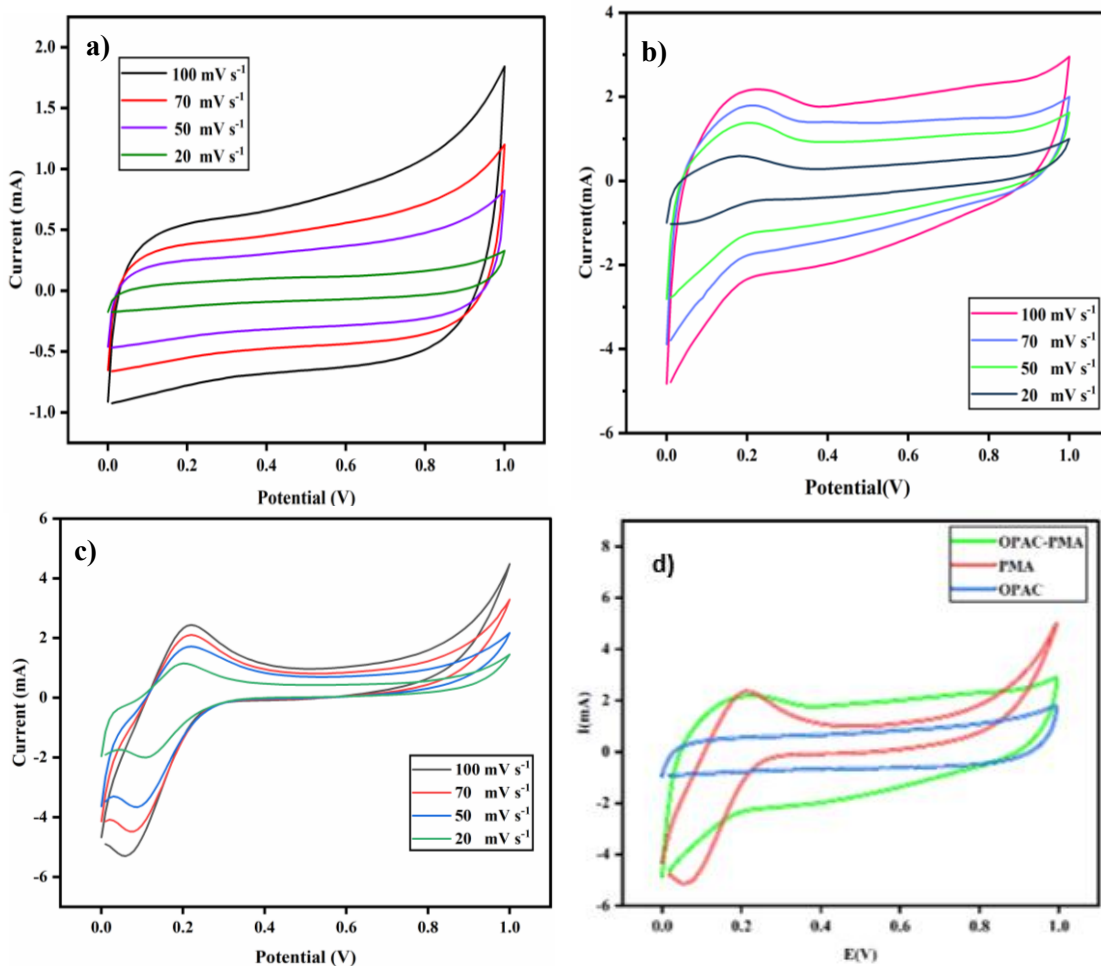 a)
100 mV s⁻¹
70 mV s⁻¹
50 mV s⁻¹
20 mV s⁻¹
2.0
1.5
1.0
0.5
0.0
-0.5
-1.0
Current (mA)
0.0 0.2 0.4 0.6 0.8 1.0
Potential (V)
b)
4
2
0
-2
-4
-6
Current(mA)
100 mV s⁻¹
70 mV s⁻¹
50 mV s⁻¹
20 mV s⁻¹
0.0 0.2 0.4 0.6 0.8 1.0
Potential(V)
c)
6
4
2
0
-2
-4
-6
Current (mA)
100 mV s⁻¹
70 mV s⁻¹
50 mV s⁻¹
20 mV s⁻¹
0.0 0.2 0.4 0.6 0.8 1.0
Potential (V)
d)
OPAC-PMA
PMA
OPAC
8
6
4
2
0
-2
-4
-6
I(mA)
0.0 0.2 0.4 0.6 0.8 1.0
E(V)